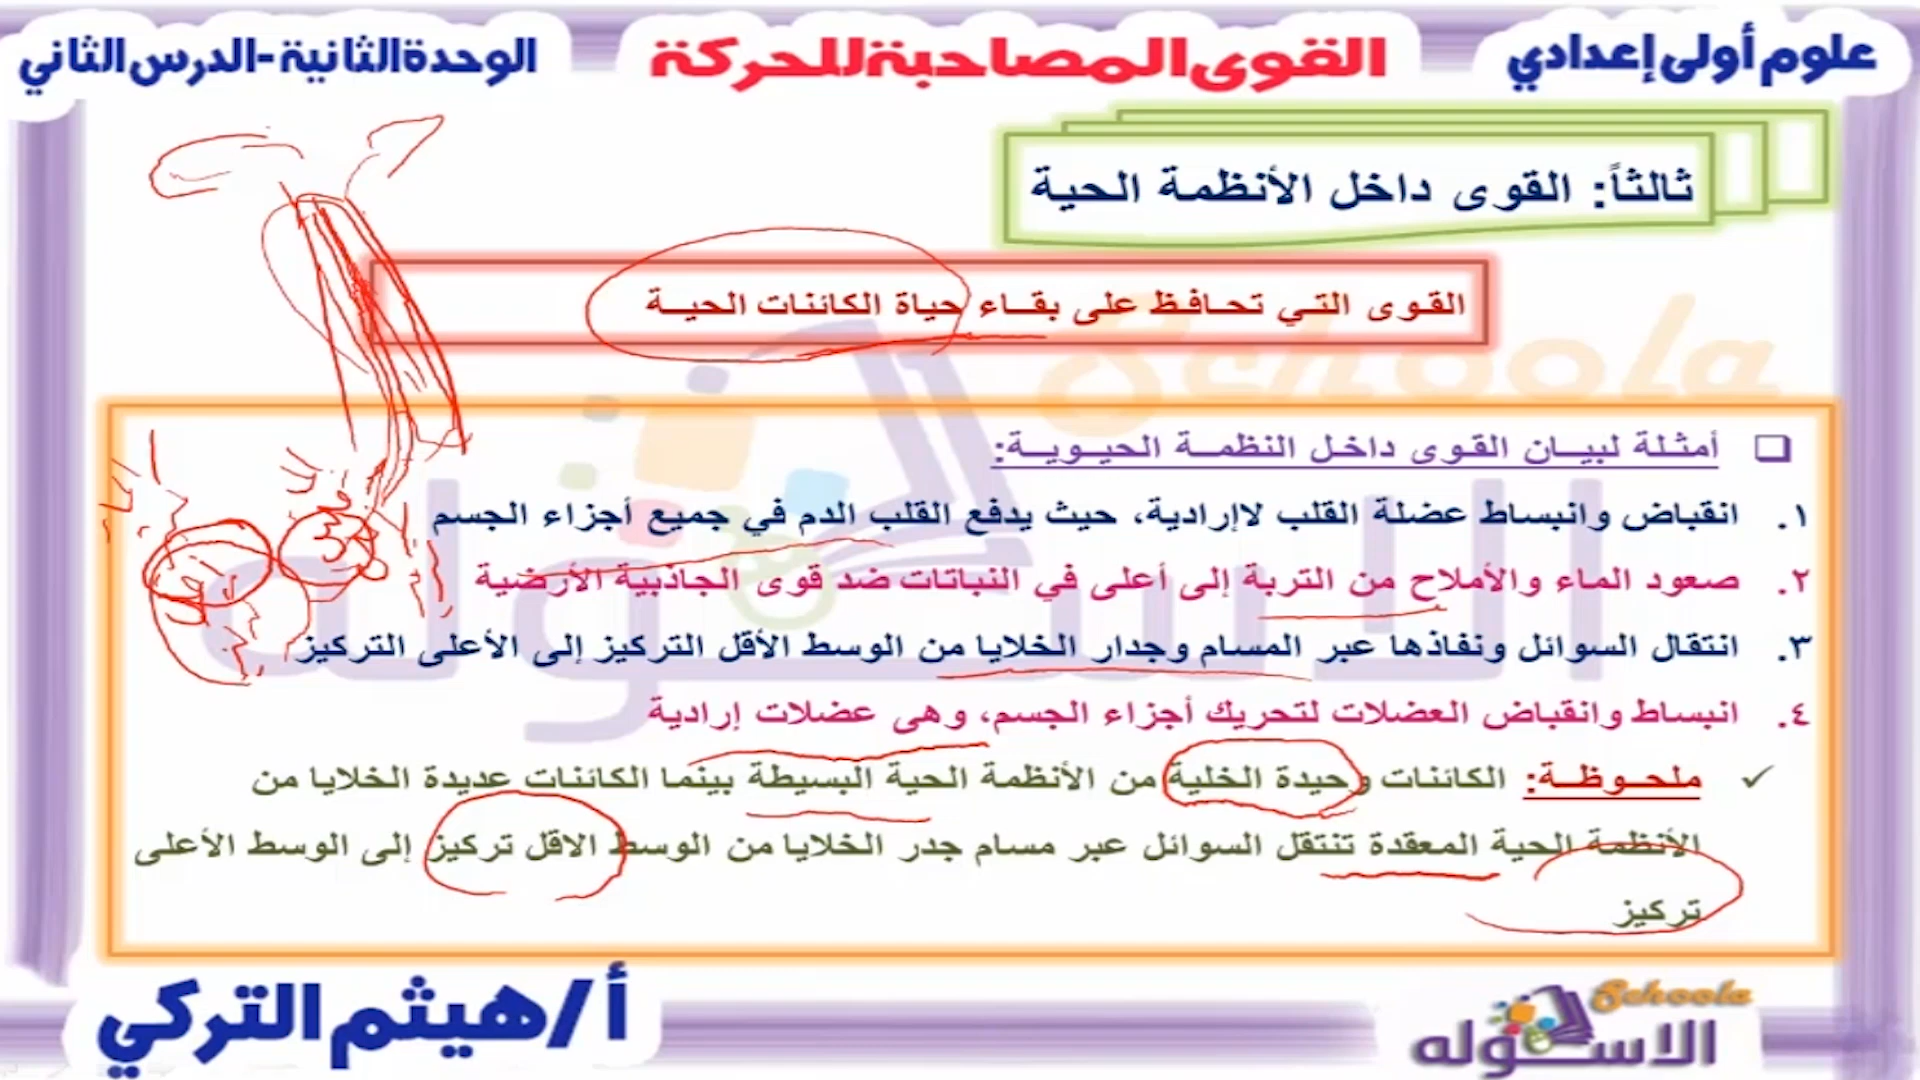 علوم أولى إعدادي
القوى المصاحبة للحركة
الوحدة الثانية - الدرس الثاني
ثالثاً: القوى داخل الأنظمة الحية
القوى التي تحافظ على بقاء حياة الكائنات الحية
Schoola
الاسكوله
أمثلة لبيان القوى داخل النظمة الحيوية:
١. انقباض وانبساط عضلة القلب لاإرادية، حيث يدفع القلب الدم في جميع أجزاء الجسم
٢. صعود الماء والأملاح من التربة إلى أعلى في النباتات ضد قوى الجاذبية الأرضية
٣. انتقال السوائل ونفاذها عبر المسام وجدار الخلايا من الوسط الأقل التركيز إلى الأعلى التركيز
٤. انبساط وانقباض العضلات لتحريك أجزاء الجسم، وهى عضلات إرادية
ملحوظة: الكائنات وحيدة الخلية من الأنظمة الحية البسيطة بينما الكائنات عديدة الخلايا من
الأنظمة الحية المعقدة تنتقل السوائل عبر مسام جدر الخلايا من الوسط الاقل تركيز إلى الوسط الأعلى
تركيز
أ/هيثم التركي
Schoola
الاسكوله